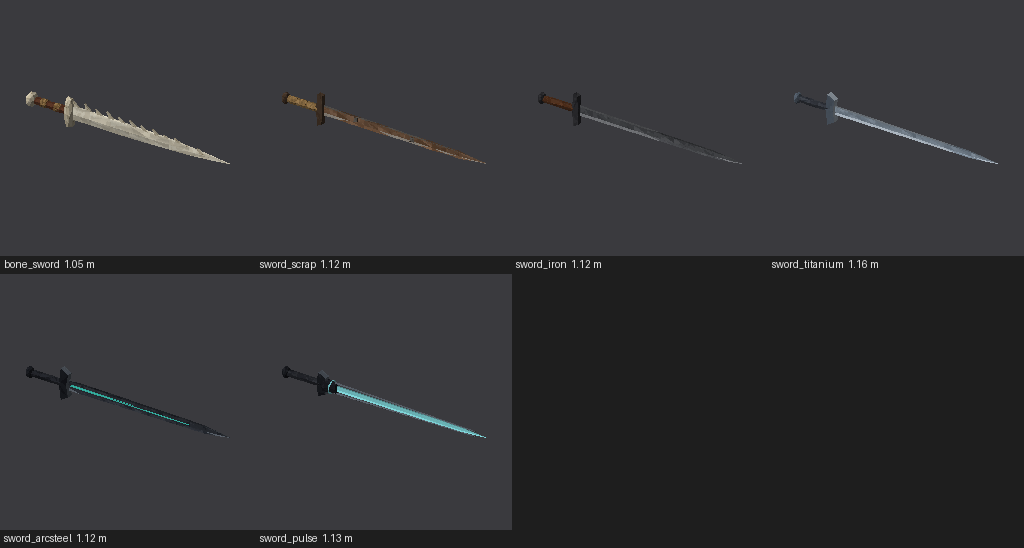 bone_sword 1.05 m
sword_scrap 1.12 m
sword_iron 1.12 m
sword_titanium 1.16 m
sword_arcsteel 1.12 m
sword_pulse 1.13 m